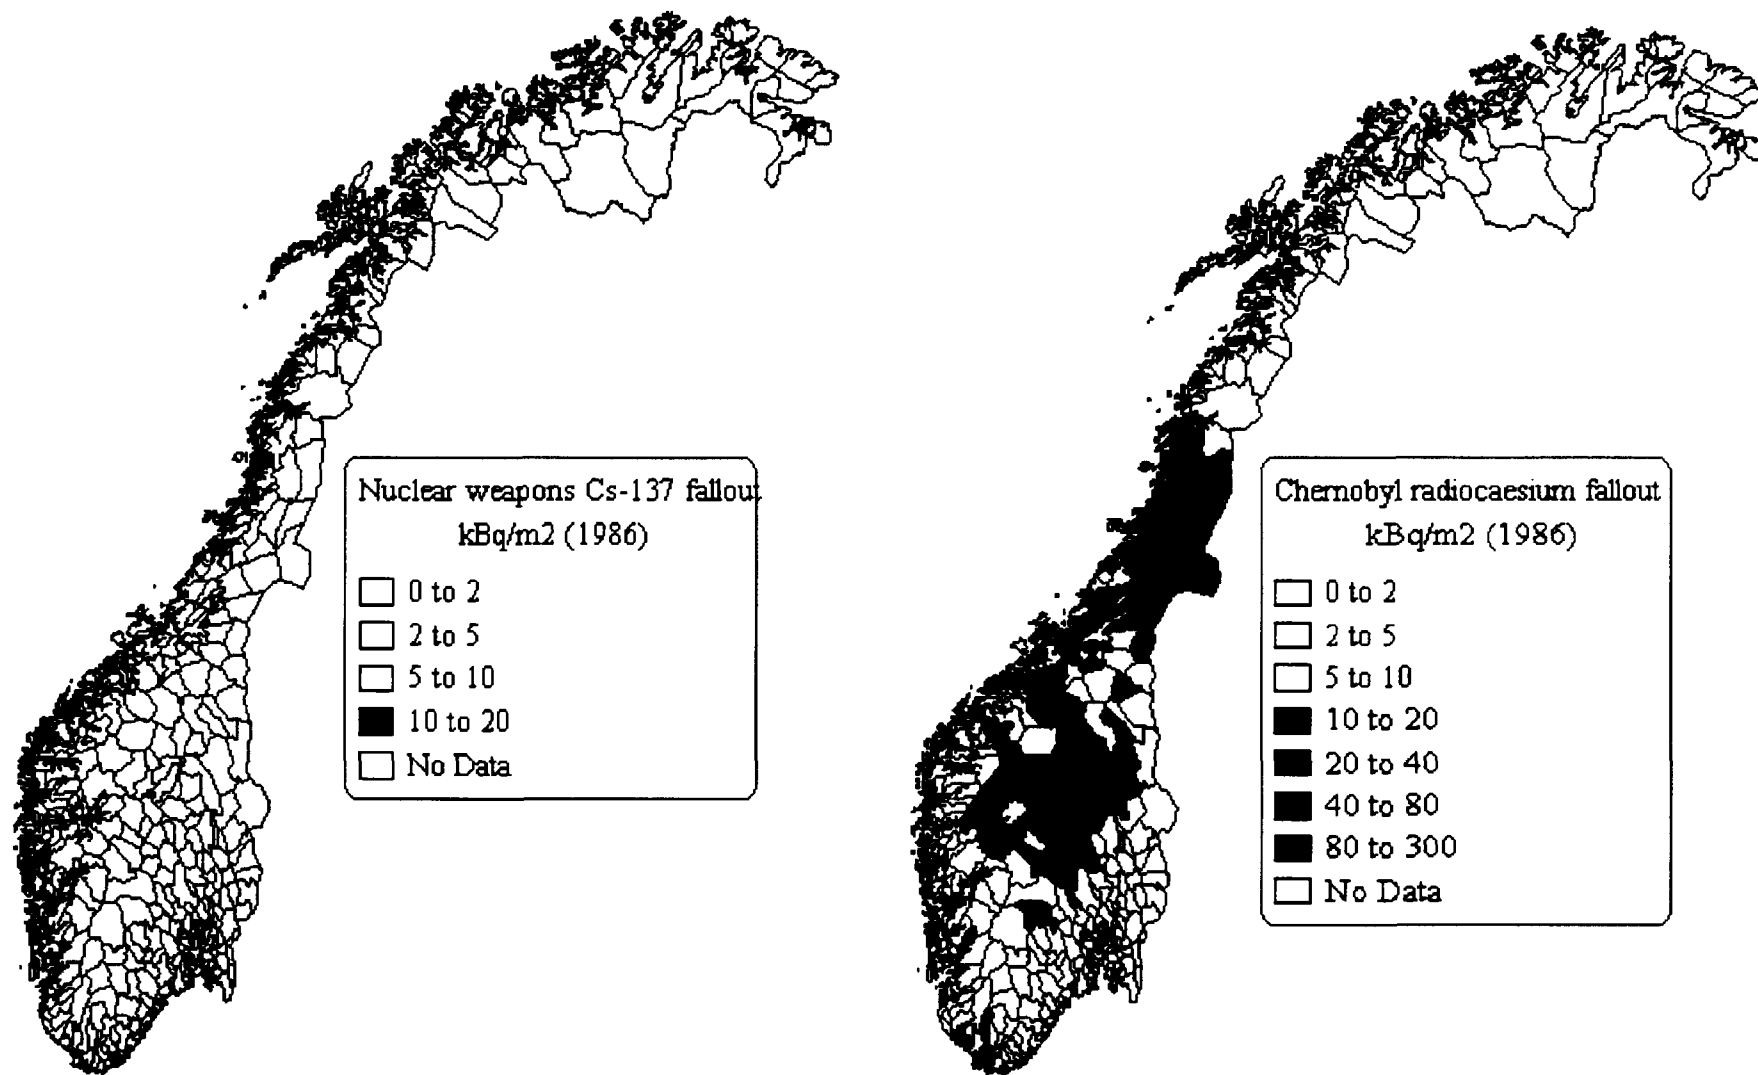 Nuclear weapons Cs-137 fallout
kBq/m2 (1986)
0 to 2
2 to 5
5 to 10
10 to 20
No Data
Chernobyl radiocaesium fallout
kBq/m2 (1986)
0 to 2
2 to 5
5 to 10
10 to 20
20 to 40
40 to 80
80 to 300
No Data